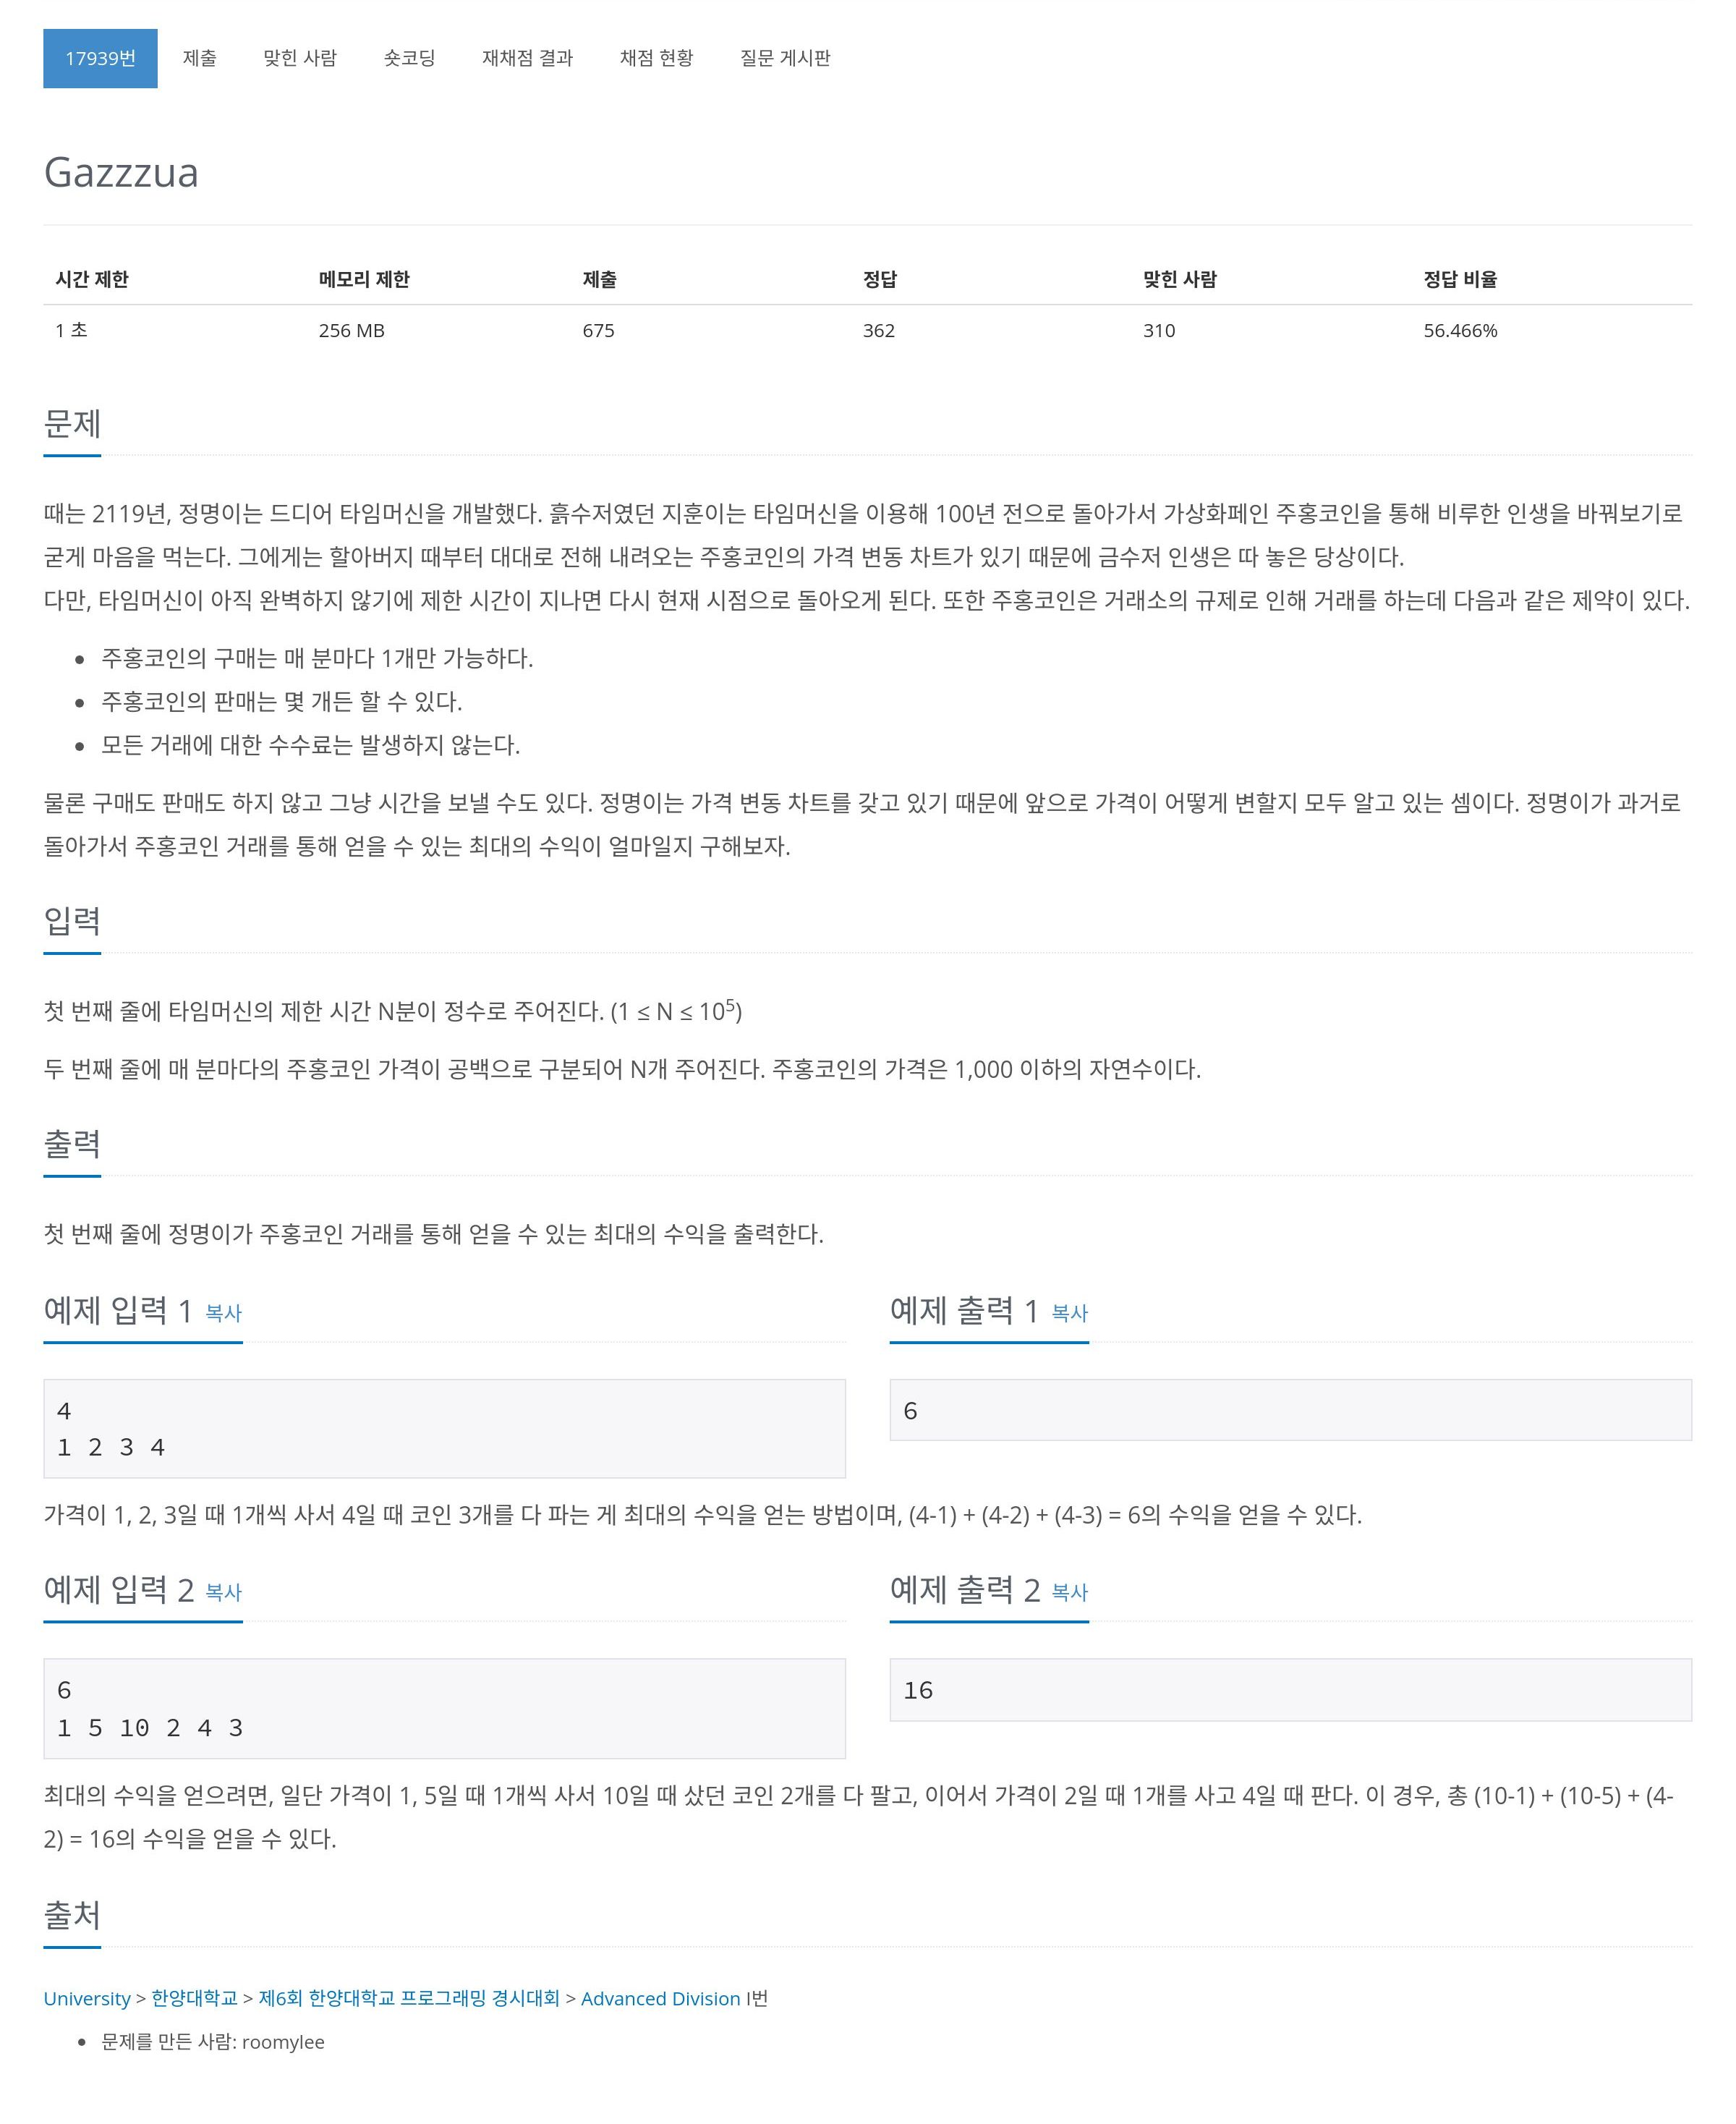 17939번 제출 맞힌 사람 숏코딩 재채점 결과 채점 현황 질문 게시판
Gazzzua
시간 제한 메모리 제한 제출 정답 맞힌 사람 정답 비율
1 초 256 MB 675 362 310 56.466%
문제
때는 2119년, 정명이는 드디어 타임머신을 개발했다. 흙수저였던 지훈이는 타임머신을 이용해 100년 전으로 돌아가서 가상화페인 주홍코인을 통해 비루한 인생을 바꿔보기로
굳게 마음을 먹는다. 그에게는 할아버지 때부터 대대로 전해 내려오는 주홍코인의 가격 변동 차트가 있기 때문에 금수저 인생은 따 놓은 당상이다.
다만, 타임머신이 아직 완벽하지 않기에 제한 시간이 지나면 다시 현재 시점으로 돌아오게 된다. 또한 주홍코인은 거래소의 규제로 인해 거래를 하는데 다음과 같은 제약이 있다.
• 주홍코인의 구매는 매 분마다 1개만 가능하다.
• 주홍코인의 판매는 몇 개든 할 수 있다.
• 모든 거래에 대한 수수료는 발생하지 않는다.
물론 구매도 판매도 하지 않고 그냥 시간을 보낼 수도 있다. 정명이는 가격 변동 차트를 갖고 있기 때문에 앞으로 가격이 어떻게 변할지 모두 알고 있는 셈이다. 정명이가 과거로
돌아가서 주홍코인 거래를 통해 얻을 수 있는 최대의 수익이 얼마일지 구해보자.
입력
첫 번째 줄에 타임머신의 제한 시간 N분이 정수로 주어진다. (1 ≤ N ≤ 10⁵)
두 번째 줄에 매 분마다의 주홍코인 가격이 공백으로 구분되어 N개 주어진다. 주홍코인의 가격은 1,000 이하의 자연수이다.
출력
첫 번째 줄에 정명이가 주홍코인 거래를 통해 얻을 수 있는 최대의 수익을 출력한다.
예제 입력 1 복사
4
1 2 3 4
예제 출력 1 복사
6
가격이 1, 2, 3일 때 1개씩 사서 4일 때 코인 3개를 다 파는 게 최대의 수익을 얻는 방법이며, (4-1) + (4-2) + (4-3) = 6의 수익을 얻을 수 있다.
예제 입력 2 복사
6
1 5 10 2 4 3
예제 출력 2 복사
16
최대의 수익을 얻으려면, 일단 가격이 1, 5일 때 1개씩 사서 10일 때 샀던 코인 2개를 다 팔고, 이어서 가격이 2일 때 1개를 사고 4일 때 판다. 이 경우, 총 (10-1) + (10-5) + (4-
2) = 16의 수익을 얻을 수 있다.
출처
University > 한양대학교 > 제6회 한양대학교 프로그래밍 경시대회 > Advanced Division I번
• 문제를 만든 사람: roomylee